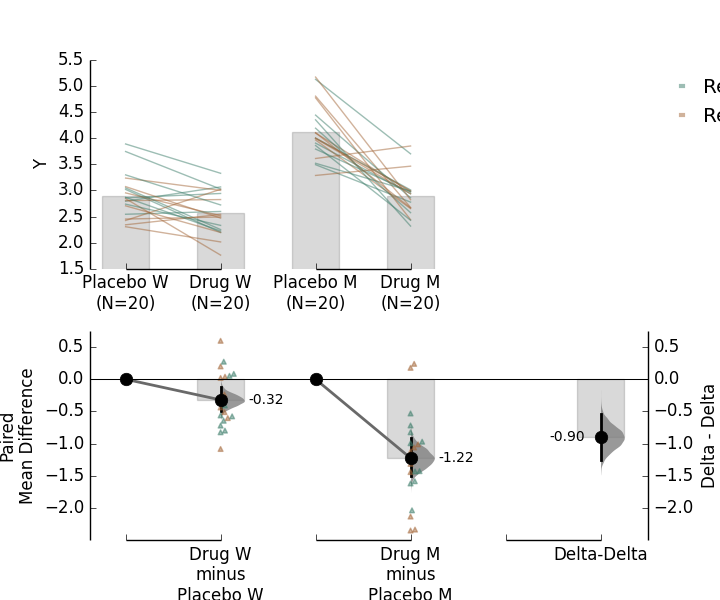 5.5
5.0
4.5
4.0
3.5
3.0
2.5
2.0
1.5
Y
Placebo W
(N=20)
Drug W
(N=20)
Placebo M
(N=20)
Drug M
(N=20)
Re
Re
0.5
0.0
−0.5
−1.0
−1.5
−2.0
Paired
Mean Difference
-0.32
-1.22
-0.90
0.5
0.0
−0.5
−1.0
−1.5
−2.0
Delta - Delta
Drug W
minus
Placebo W
Drug M
minus
Placebo M
Delta-Delta